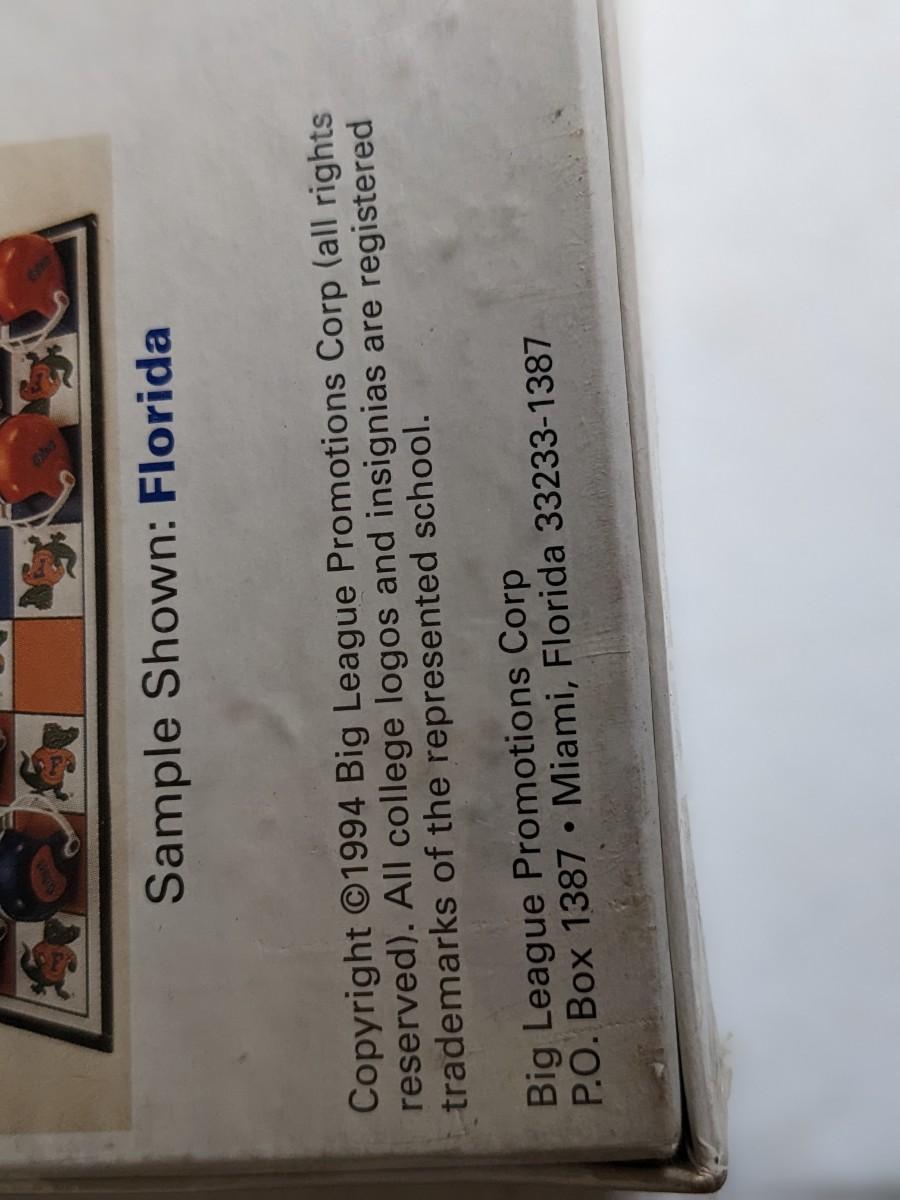 Sample Shown: Florida
Copyright ©1994 Big League Promotions Corp (all rights
reserved). All college logos and insignias are registered
trademarks of the represented school.
Big League Promotions Corp
P.O. Box 1387 • Miami, Florida 33233-1387